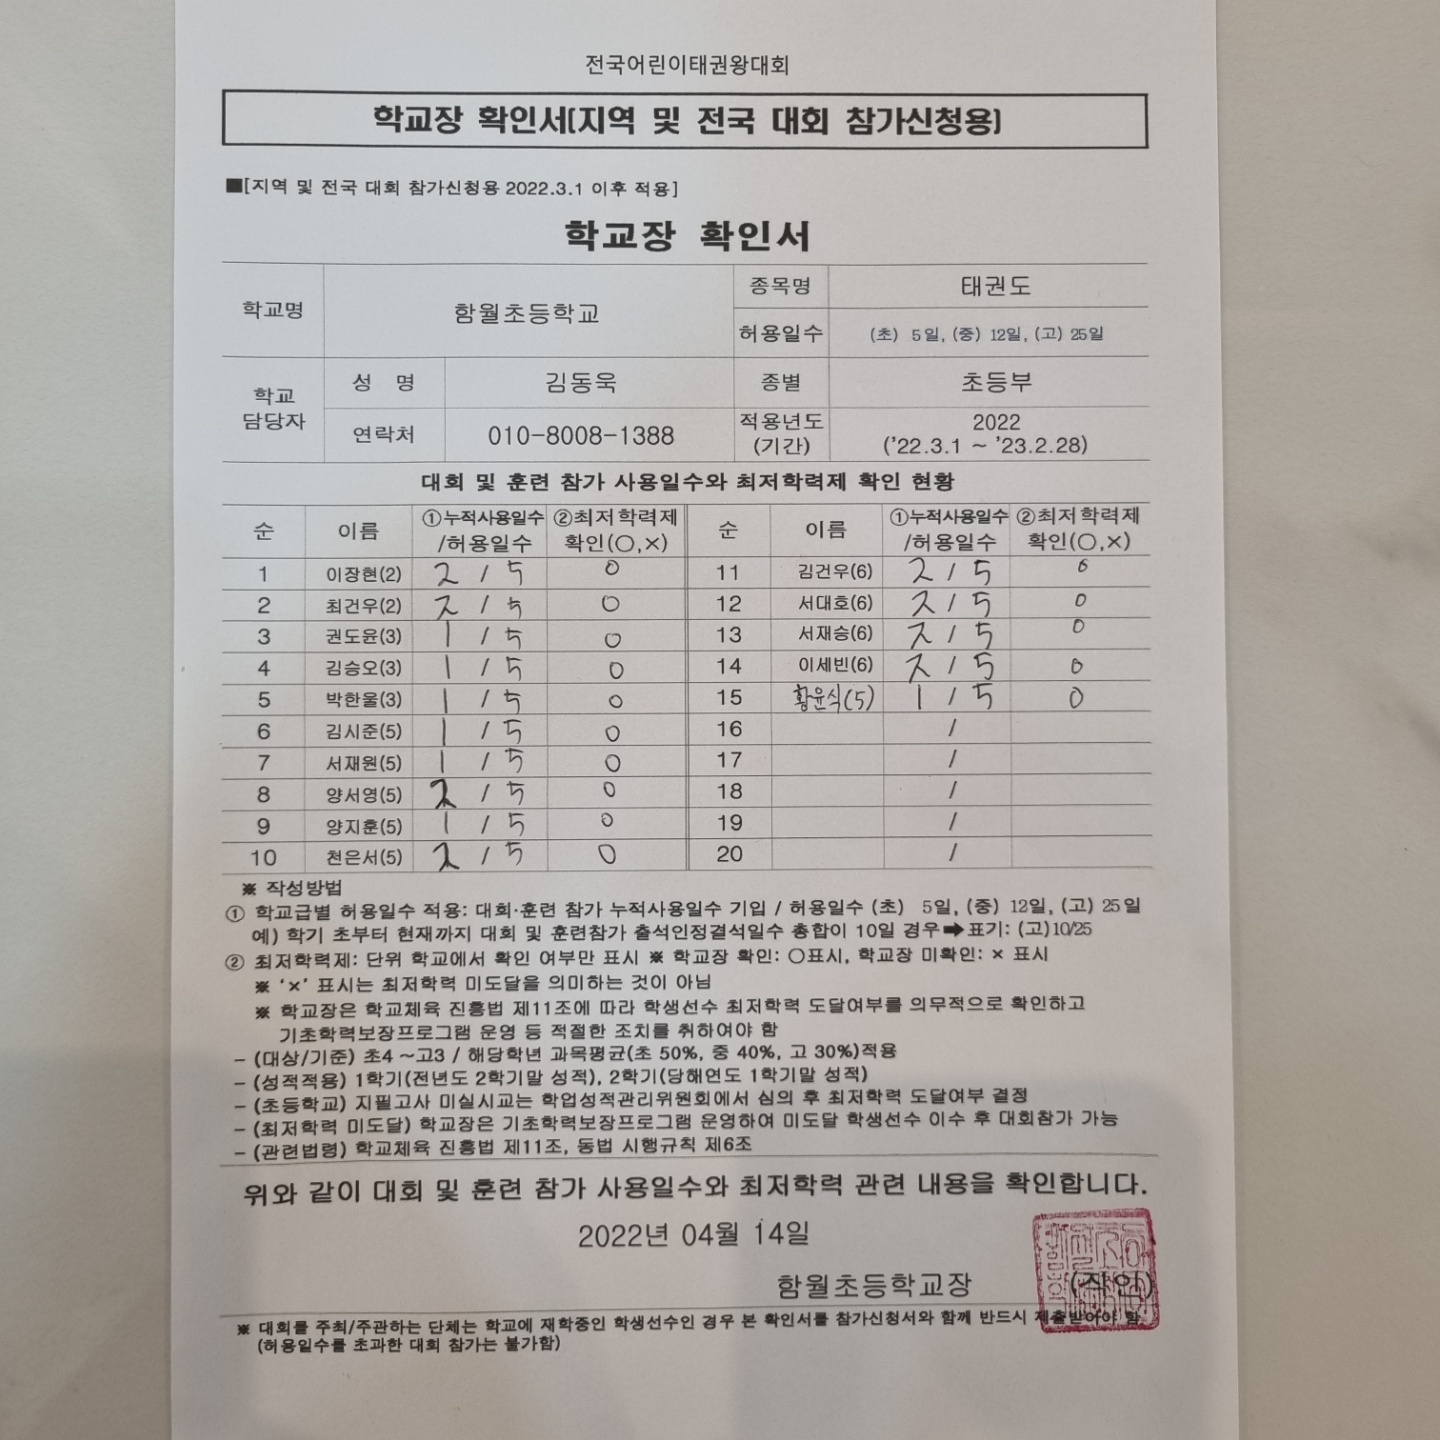 전국어린이태권왕대회
학교장 확인서(지역 및 전국 대회 참가신청용)
■[지역 및 전국 대회 참가신청용 2022.3.1 이후 적용]
학교장 확인서
학교명 함월초등학교 종목명 태권도
허용일수 (초) 5일, (중) 12일, (고) 25일
학교 담당자 성 명 김동욱 종별 초등부
연락처 010-8008-1388 적용년도 (기간) 2022 ('22.3.1 ~ '23.2.28)
대회 및 훈련 참가 사용일수와 최저학력제 확인 현황
순 이름 ①누적사용일수 /허용일수 ②최저학력제 확인(○,×) 순 이름 ①누적사용일수 /허용일수 ②최저학력제 확인(○,×)
1 이장현(2) 2 / 5 0 11 김건우(6) 2 / 5 0
2 최건우(2) 2 / 5 0 12 서대호(6) 2 / 5 0
3 권도윤(3) 1 / 5 0 13 서재승(6) 2 / 5 0
4 김승오(3) 1 / 5 0 14 이세빈(6) 2 / 5 0
5 박한울(3) 1 / 5 0 15 황윤식(5) 1 / 5 0
6 김시준(5) 1 / 5 0 16 /
7 서재원(5) 1 / 5 0 17 /
8 양서영(5) 2 / 5 0 18 /
9 양지훈(5) 1 / 5 0 19 /
10 천은서(5) 2 / 5 0 20 /
※ 작성방법
① 학교급별 허용일수 적용: 대회·훈련 참가 누적사용일수 기입 / 허용일수 (초) 5일, (중) 12일, (고) 25일
예) 학기 초부터 현재까지 대회 및 훈련참가 출석인정결석일수 총합이 10일 경우➡표기: (고)10/25
② 최저학력제: 단위 학교에서 확인 여부만 표시 ※ 학교장 확인: ○표시, 학교장 미확인: × 표시
※ '×' 표시는 최저학력 미도달을 의미하는 것이 아님
※ 학교장은 학교체육 진흥법 제11조에 따라 학생선수 최저학력 도달여부를 의무적으로 확인하고
기초학력보장프로그램 운영 등 적절한 조치를 취하여야 함
- (대상/기준) 초4 ~고3 / 해당학년 과목평균(초 50%, 중 40%, 고 30%)적용
- (성적적용) 1학기(전년도 2학기말 성적), 2학기(당해연도 1학기말 성적)
- (초등학교) 지필고사 미실시교는 학업성적관리위원회에서 심의 후 최저학력 도달여부 결정
- (최저학력 미도달) 학교장은 기초학력보장프로그램 운영하여 미도달 학생선수 이수 후 대회참가 가능
- (관련법령) 학교체육 진흥법 제11조, 동법 시행규칙 제6조
위와 같이 대회 및 훈련 참가 사용일수와 최저학력 관련 내용을 확인합니다.
2022년 04월 14일
함월초등학교장 (직인)
※ 대회를 주최/주관하는 단체는 학교에 재학중인 학생선수인 경우 본 확인서를 참가신청서와 함께 반드시 제출받아야 함.
(허용일수를 초과한 대회 참가는 불가함)